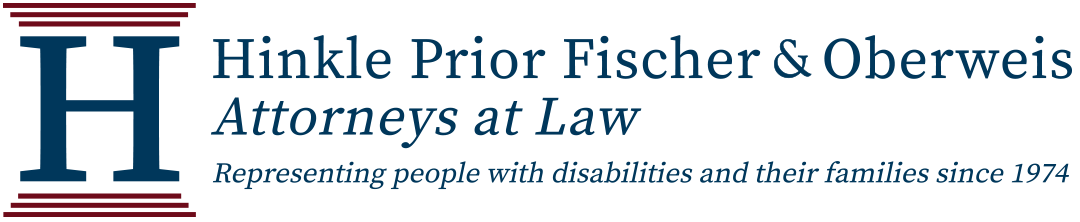 H
Hinkle Prior Fischer & Oberweis
Attorneys at Law
Representing people with disabilities and their families since 1974